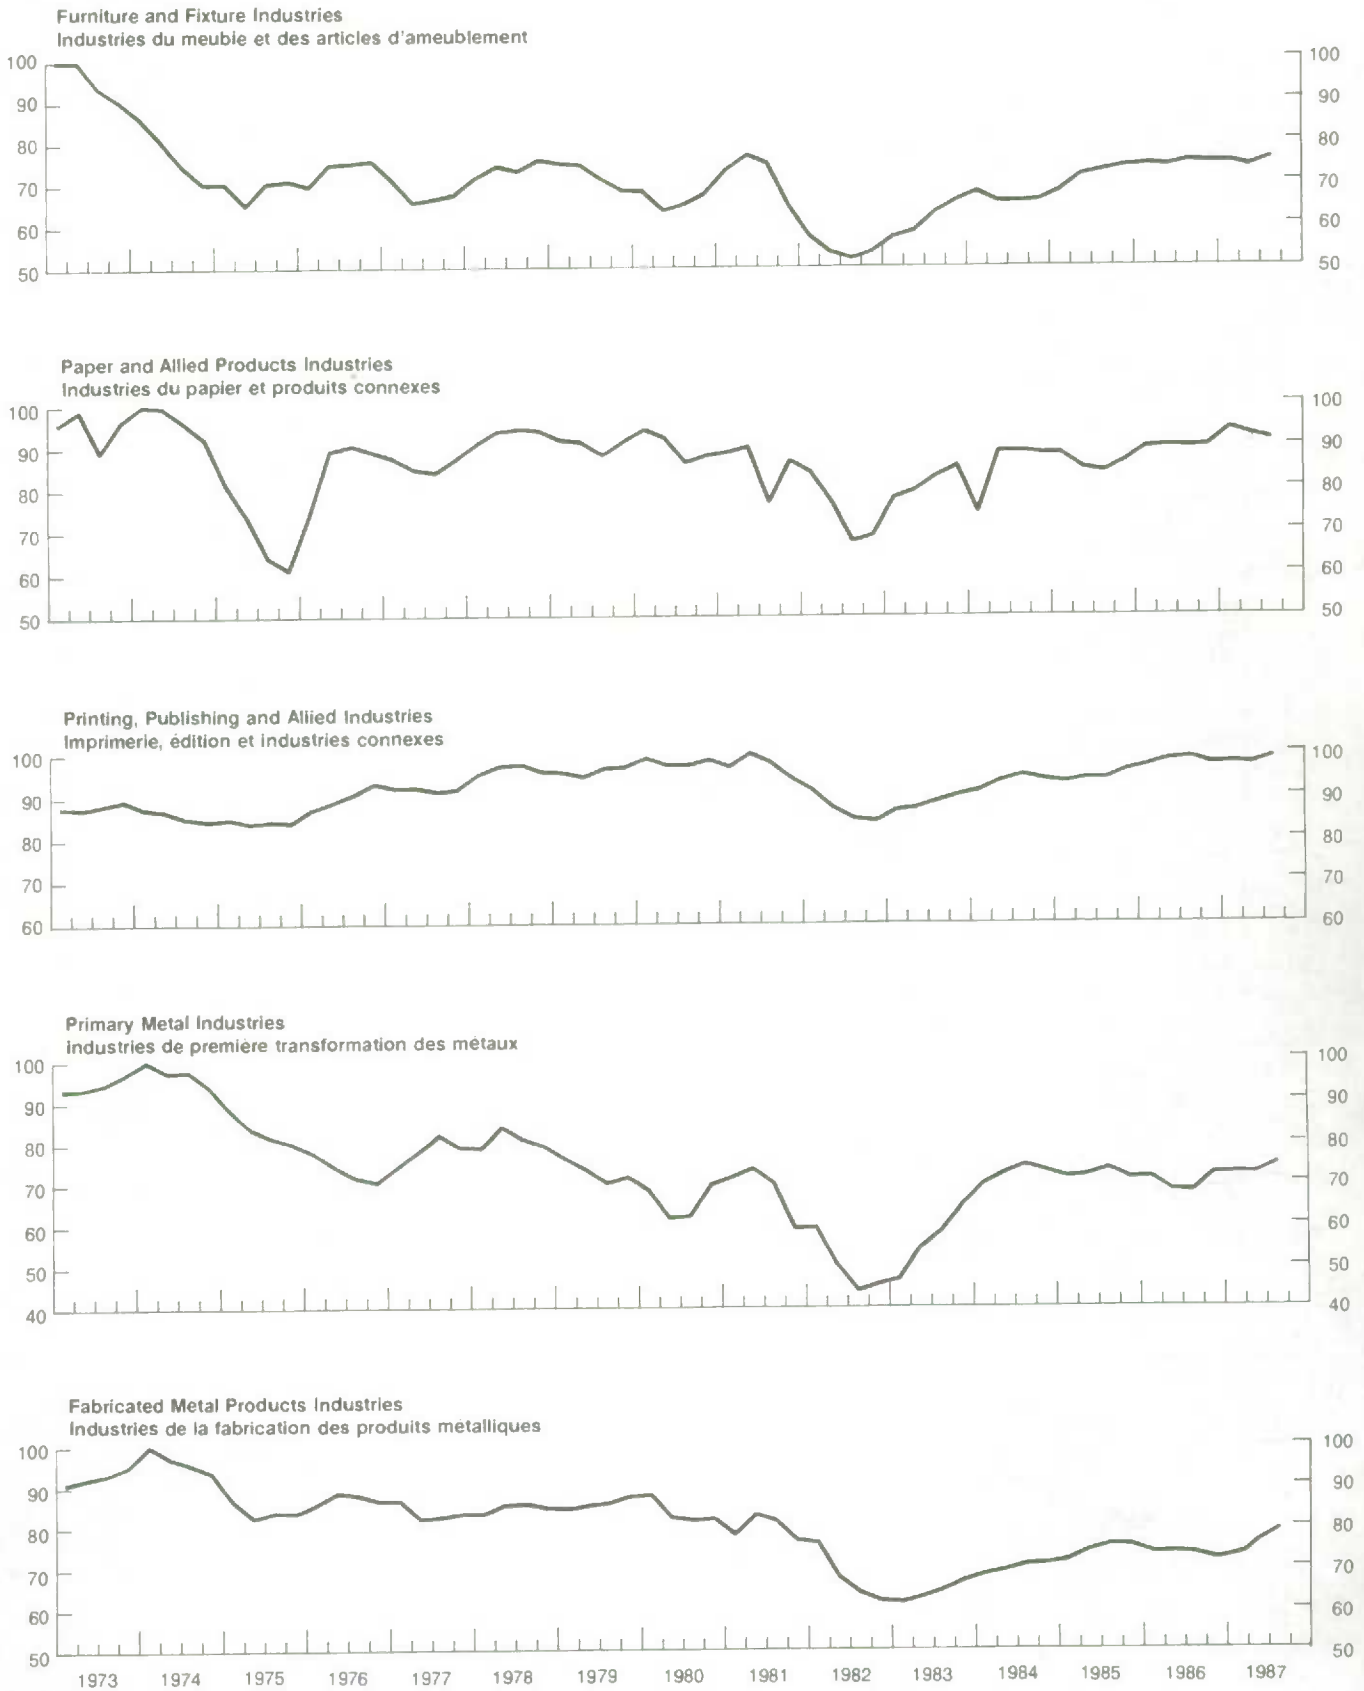 Furniture and Fixture Industries
Industries du meuble et des articles d'ameublement
100 100
90 90
80 80
70 70
60 60
50 50
Paper and Allied Products Industries
Industries du papier et produits connexes
100 100
90 90
80 80
70 70
60 60
50 50
Printing, Publishing and Allied Industries
Imprimerie, édition et industries connexes
100 100
90 90
80 80
70 70
60 60
Primary Metal Industries
Industries de première transformation des métaux
100 100
90 90
80 80
70 70
60 60
50 50
40 40
Fabricated Metal Products Industries
Industries de la fabrication des produits métalliques
100 100
90 90
80 80
70 70
60 60
50 50
1973 1974 1975 1976 1977 1978 1979 1980 1981 1982 1983 1984 1985 1986 1987